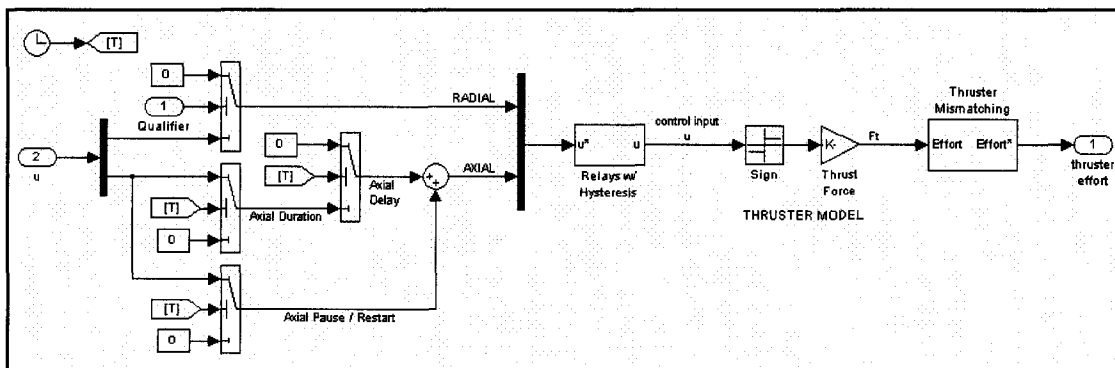 [T]
0
1
Qualifier
RADIAL
2
u
0
[T]
Axial
Delay
AXIAL
[T]
Axial Duration
0
[T]
Axial Pause / Restart
0
u*
u
Relays w/
Hysteresis
control input
u
Sign
K-
Thrust
Force
THRUSTER MODEL
Ft
Thruster
Mismatching
Effort
Effort*
1
thruster
effort